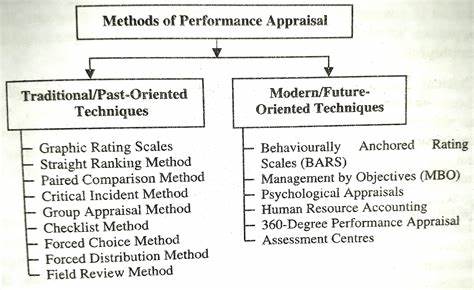 Methods of Performance Appraisal
Traditional/Past-Oriented
Techniques
Graphic Rating Scales
Straight Ranking Method
Paired Comparison Method
Critical Incident Method
Group Appraisal Method
Checklist Method
Forced Choice Method
Forced Distribution Method
Field Review Method
Modern/Future-
Oriented Techniques
Behaviourally Anchored Rating
Scales (BARS)
Management by Objectives (MBO)
Psychological Appraisals
Human Resource Accounting
360-Degree Performance Appraisal
Assessment Centres